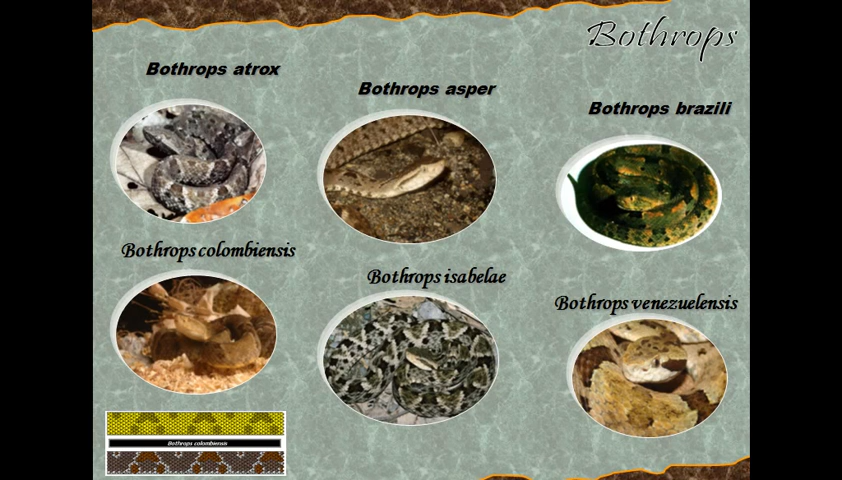 Bothrops
Bothrops atrox
Bothrops asper
Bothrops brazili
Bothrops colombiensis
Bothrops isabelae
Bothrops venezuelensis
Bothrops colombiensis